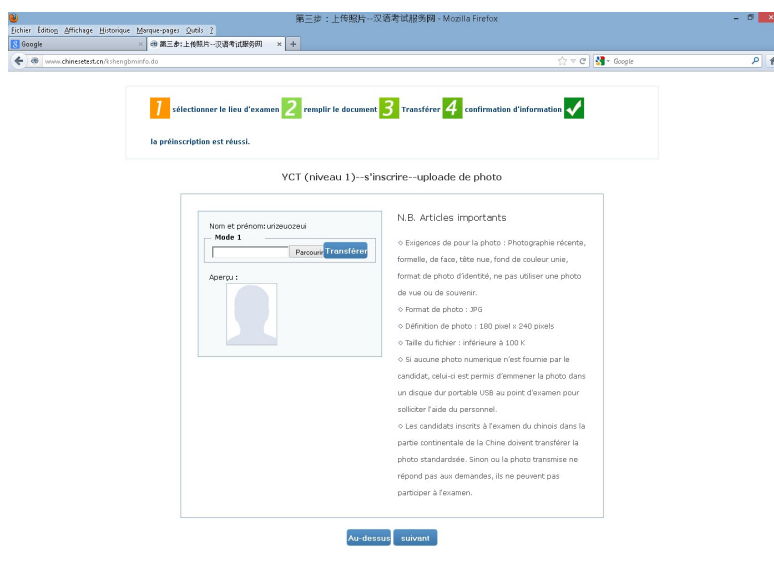 第三步：上传照片--汉语考试服务网 - Mozilla Firefox
Fichier Édition Affichage Historique Marque-pages Outils ?
Google
第三步：上传照片--汉语考试服务网 × +
www.chinesetest.cn/kshengbminfo.do
Google
1 sélectionner le lieu d'examen 2 remplir le document 3 Transférer 4 confirmation d'information
la préinscription est réussi.
YCT (niveau 1)--s'inscrire--uploade de photo
Nom et prénom:urizeuozeui
Mode 1
Parcourir Transférer
Aperçu :
N.B. Articles importants
◇ Exigences de pour la photo : Photographie récente,
formelle, de face, tête nue, fond de couleur unie,
format de photo d'identité, ne pas utiliser une photo
de vue ou de souvenir.
◇ Format de photo : JPG
◇ Définition de photo : 180 pixel x 240 pixels
◇ Taille du fichier : inférieure à 100 K
◇ Si aucune photo numerique n'est fournie par le
candidat, celui-ci est permis d'emmener la photo dans
un disque dur portable USB au point d'examen pour
solliciter l'aide du personnel.
◇ Les candidats inscrits à l'examen du chinois dans la
partie continentale de la Chine doivent transférer la
photo standardsée. Sinon ou la photo transmise ne
répond pas aux demandes, ils ne peuvent pas
participer à l'examen.
Au-dessus suivant